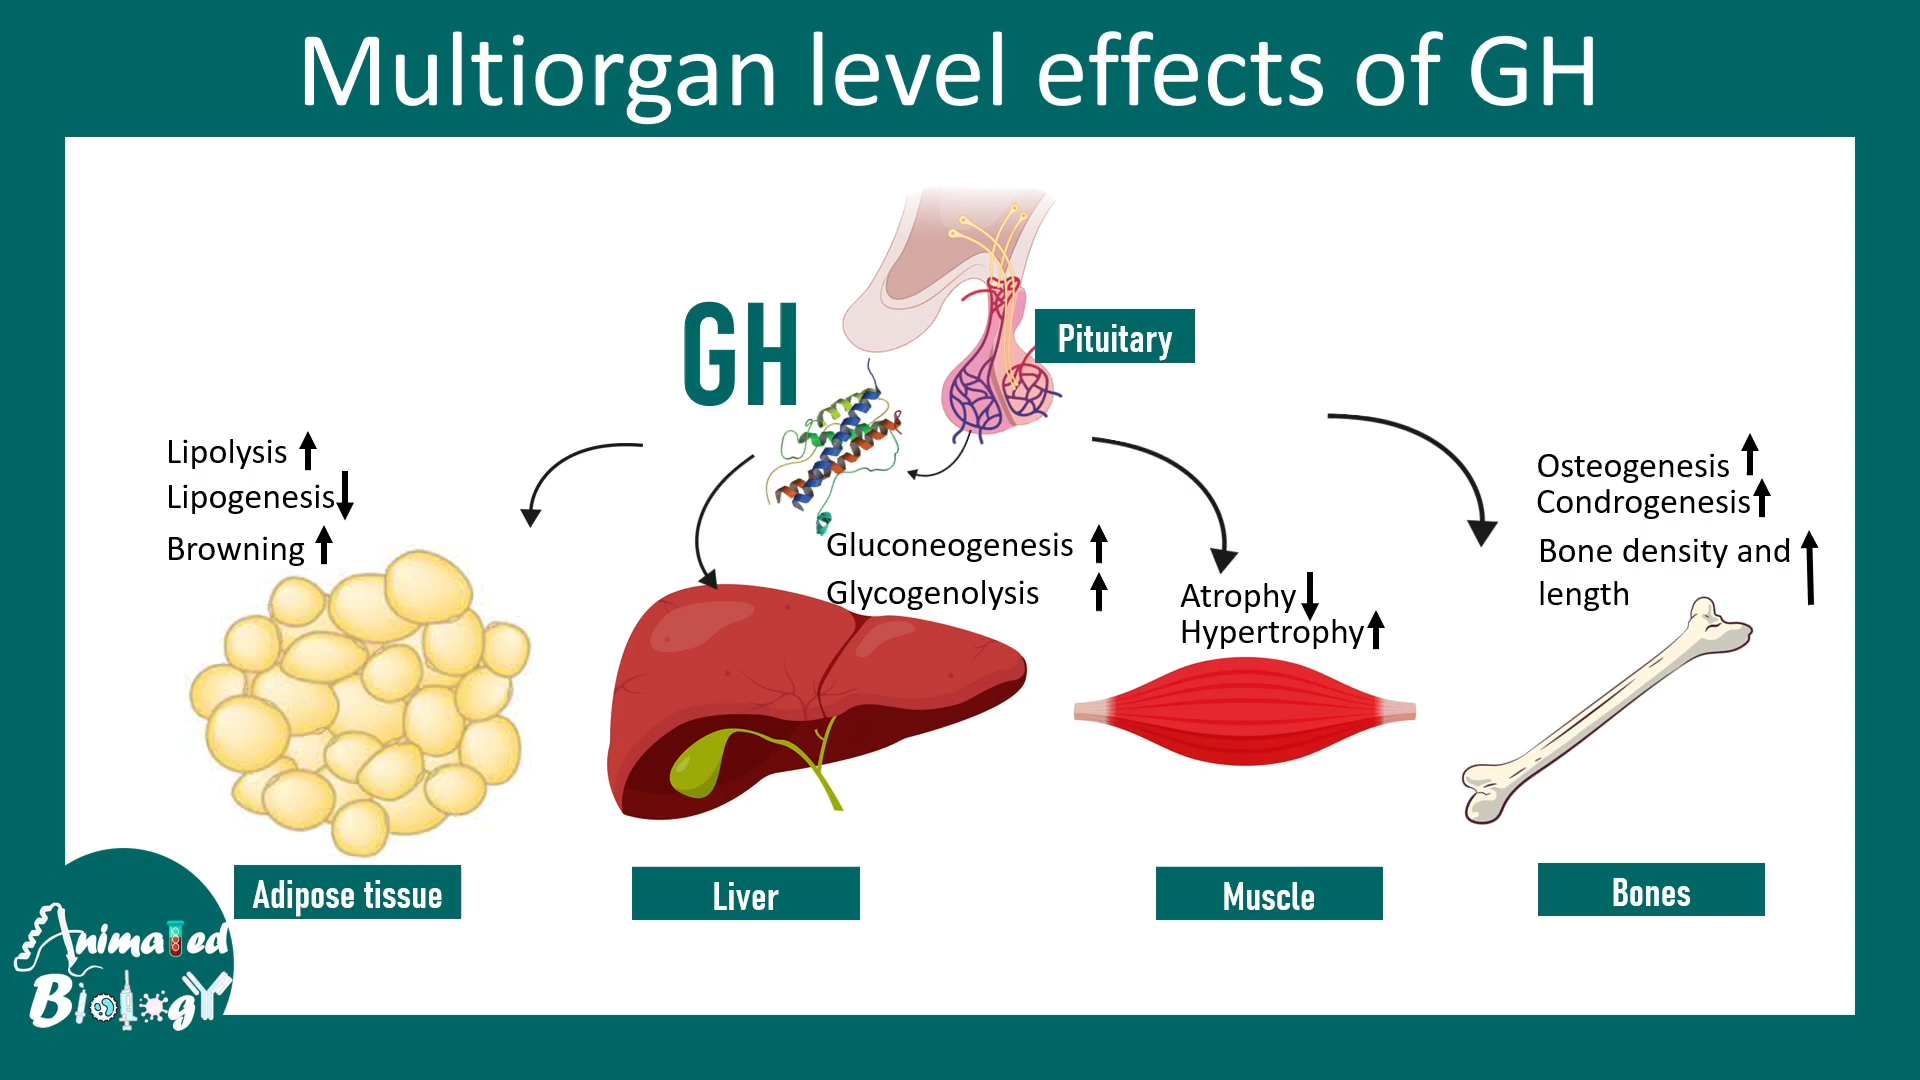 Multiorgan level effects of GH
GH
Pituitary
Lipolysis
Lipogenesis
Browning
Gluconeogenesis
Glycogenolysis
Atrophy
Hypertrophy
Osteogenesis
Condrogenesis
Bone density and
length
Adipose tissue
Liver
Muscle
Bones
Animated
Biology